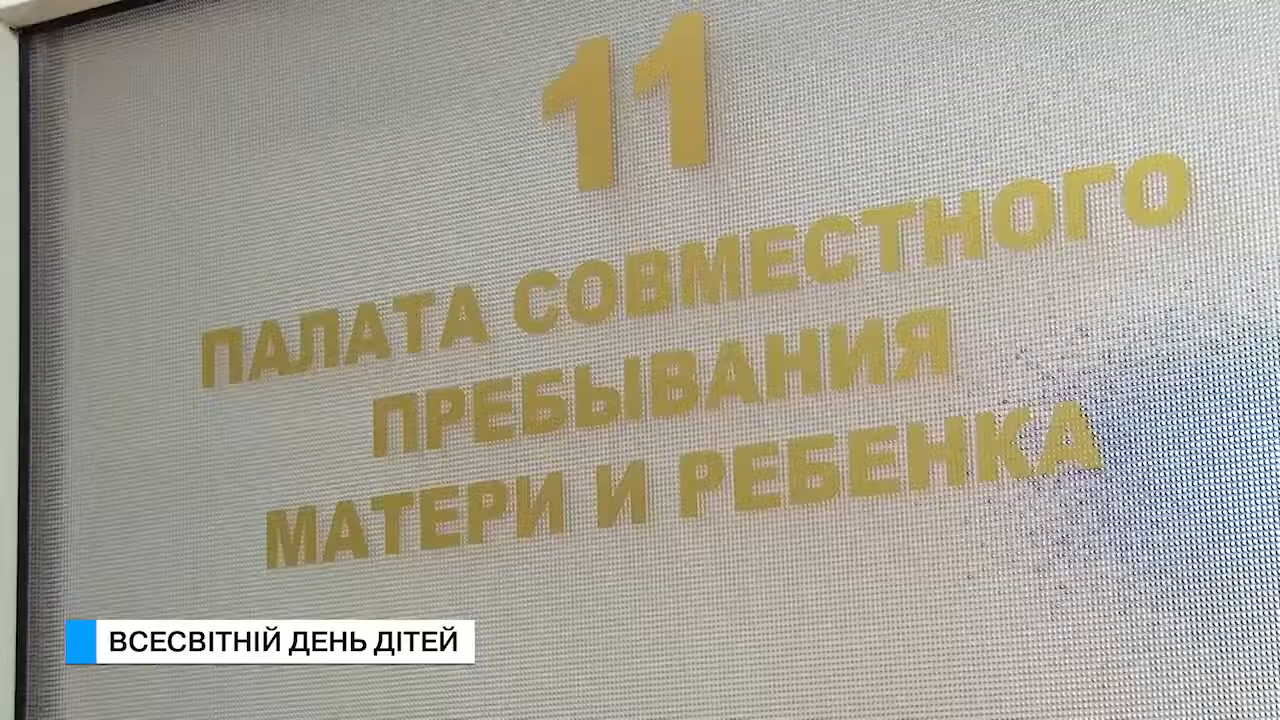 11
ПАЛАТА СОВМЕСТНОГО
ПРЕБЫВАНИЯ
МАТЕРИ И РЕБЕНКА
ВСЕСВІТНІЙ ДЕНЬ ДІТЕЙ